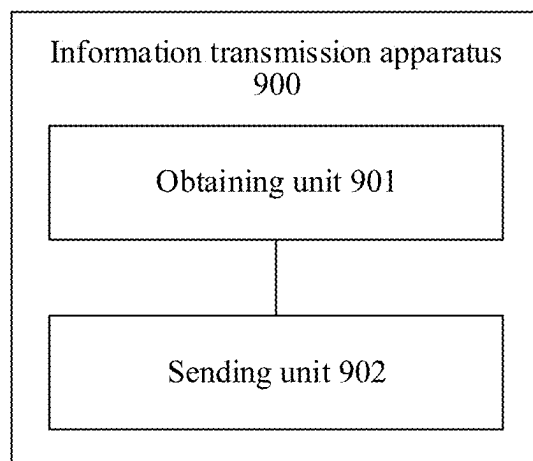 Information transmission apparatus
900
Obtaining unit 901
Sending unit 902